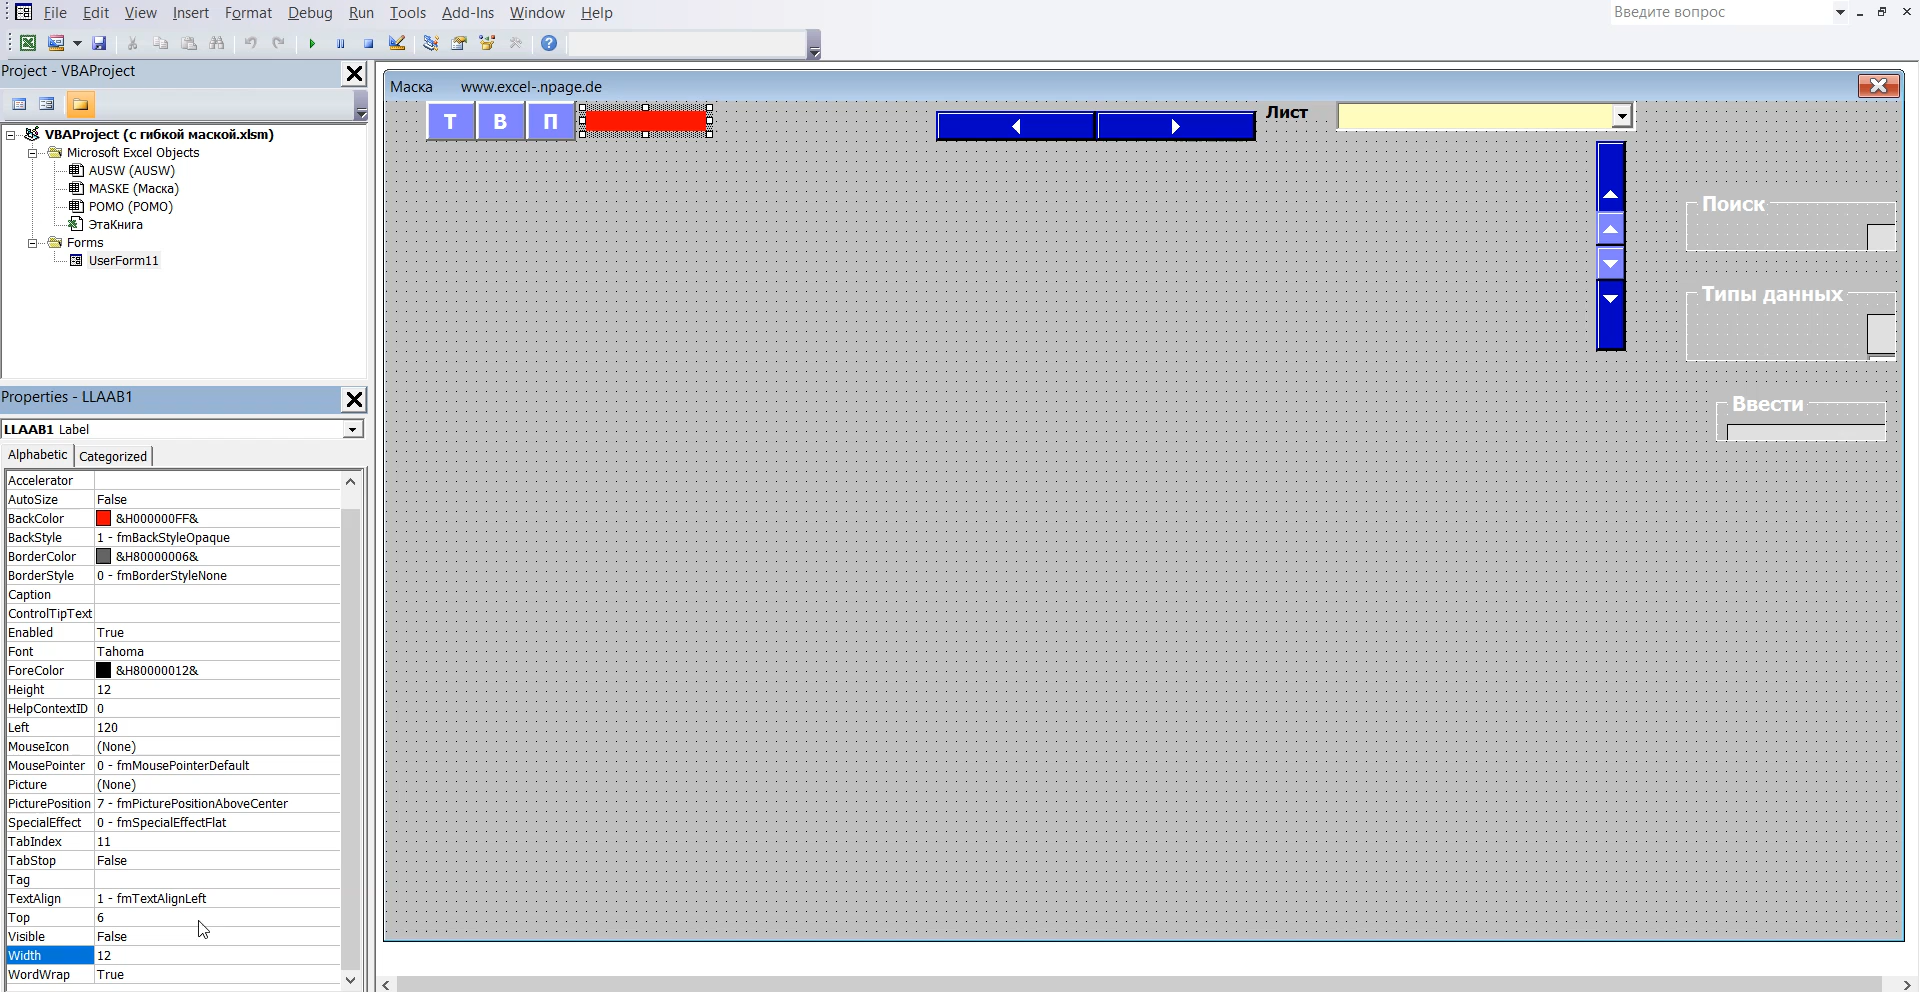 File Edit View Insert Format Debug Run Tools Add-Ins Window Help
Введите вопрос
Project - VBAProject
VBAProject (с гибкой маской.xlsm)
Microsoft Excel Objects
AUSW (AUSW)
MASKE (Маска)
POMO (POMO)
ЭтаКнига
Forms
UserForm11
Properties - LLAAB1
LLAAB1 Label
Alphabetic Categorized
Accelerator
AutoSize False
BackColor &H000000FF&
BackStyle 1 - fmBackStyleOpaque
BorderColor &H80000006&
BorderStyle 0 - fmBorderStyleNone
Caption
ControlTipText
Enabled True
Font Tahoma
ForeColor &H80000012&
Height 12
HelpContextID 0
Left 120
MouseIcon (None)
MousePointer 0 - fmMousePointerDefault
Picture (None)
PicturePosition 7 - fmPicturePositionAboveCenter
SpecialEffect 0 - fmSpecialEffectFlat
TabIndex 11
TabStop False
Tag
TextAlign 1 - fmTextAlignLeft
Top 6
Visible False
Width 12
WordWrap True
Маска www.excel-.npage.de
Т В П
Лист
Поиск
Типы данных
Ввести